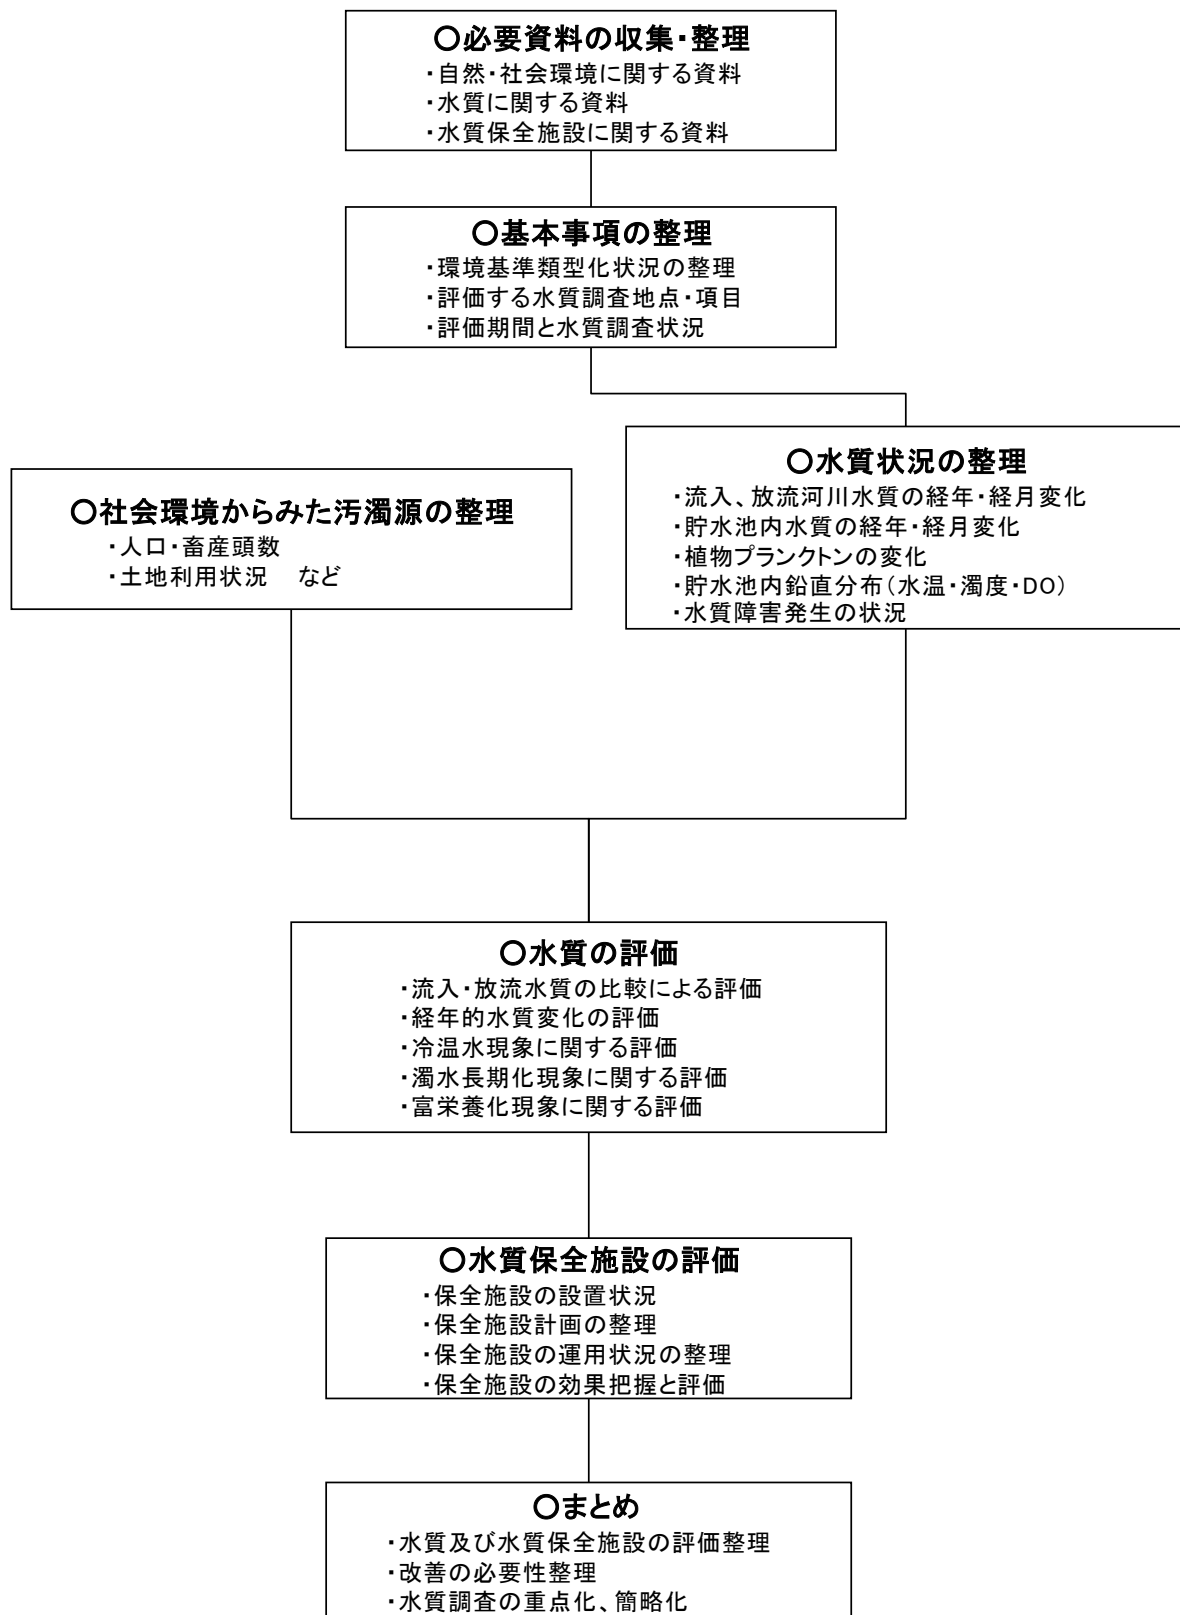 〇必要資料の収集・整理
・自然・社会環境に関する資料
・水質に関する資料
・水質保全施設に関する資料
〇基本事項の整理
・環境基準類型化状況の整理
・評価する水質調査地点・項目
・評価期間と水質調査状況
〇社会環境からみた汚濁源の整理
・人口・畜産頭数
・土地利用状況　など
〇水質状況の整理
・流入、放流河川水質の経年・経月変化
・貯水池内水質の経年・経月変化
・植物プランクトンの変化
・貯水池内鉛直分布（水温・濁度・DO）
・水質障害発生の状況
〇水質の評価
・流入・放流水質の比較による評価
・経年的水質変化の評価
・冷温水現象に関する評価
・濁水長期化現象に関する評価
・富栄養化現象に関する評価
〇水質保全施設の評価
・保全施設の設置状況
・保全施設計画の整理
・保全施設の運用状況の整理
・保全施設の効果把握と評価
〇まとめ
・水質及び水質保全施設の評価整理
・改善の必要性整理
・水質調査の重点化、簡略化